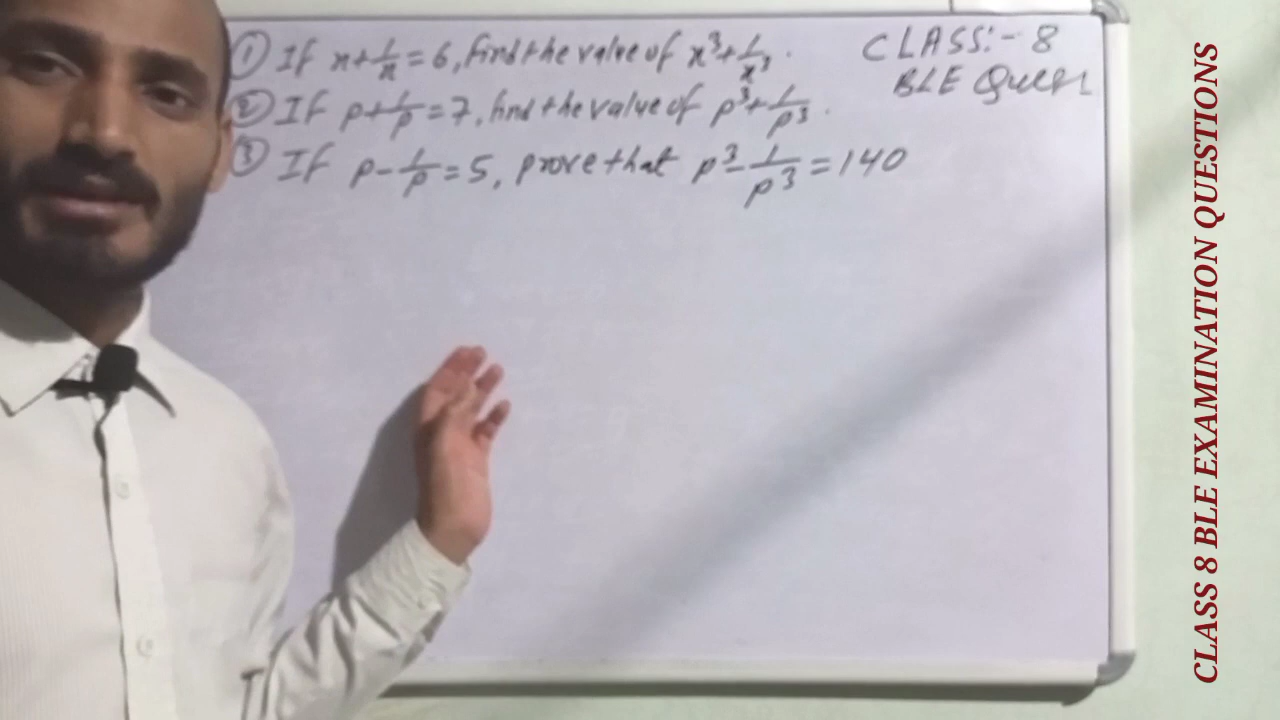 ① If x+1/x=6, find the value of x³+1/x³.
② If p+1/p=7, find the value of p³+1/p³.
③ If p-1/p=5, prove that p³-1/p³=140
CLASS:- 8
BLE Quesn
CLASS 8 BLE EXAMINATION QUESTIONS